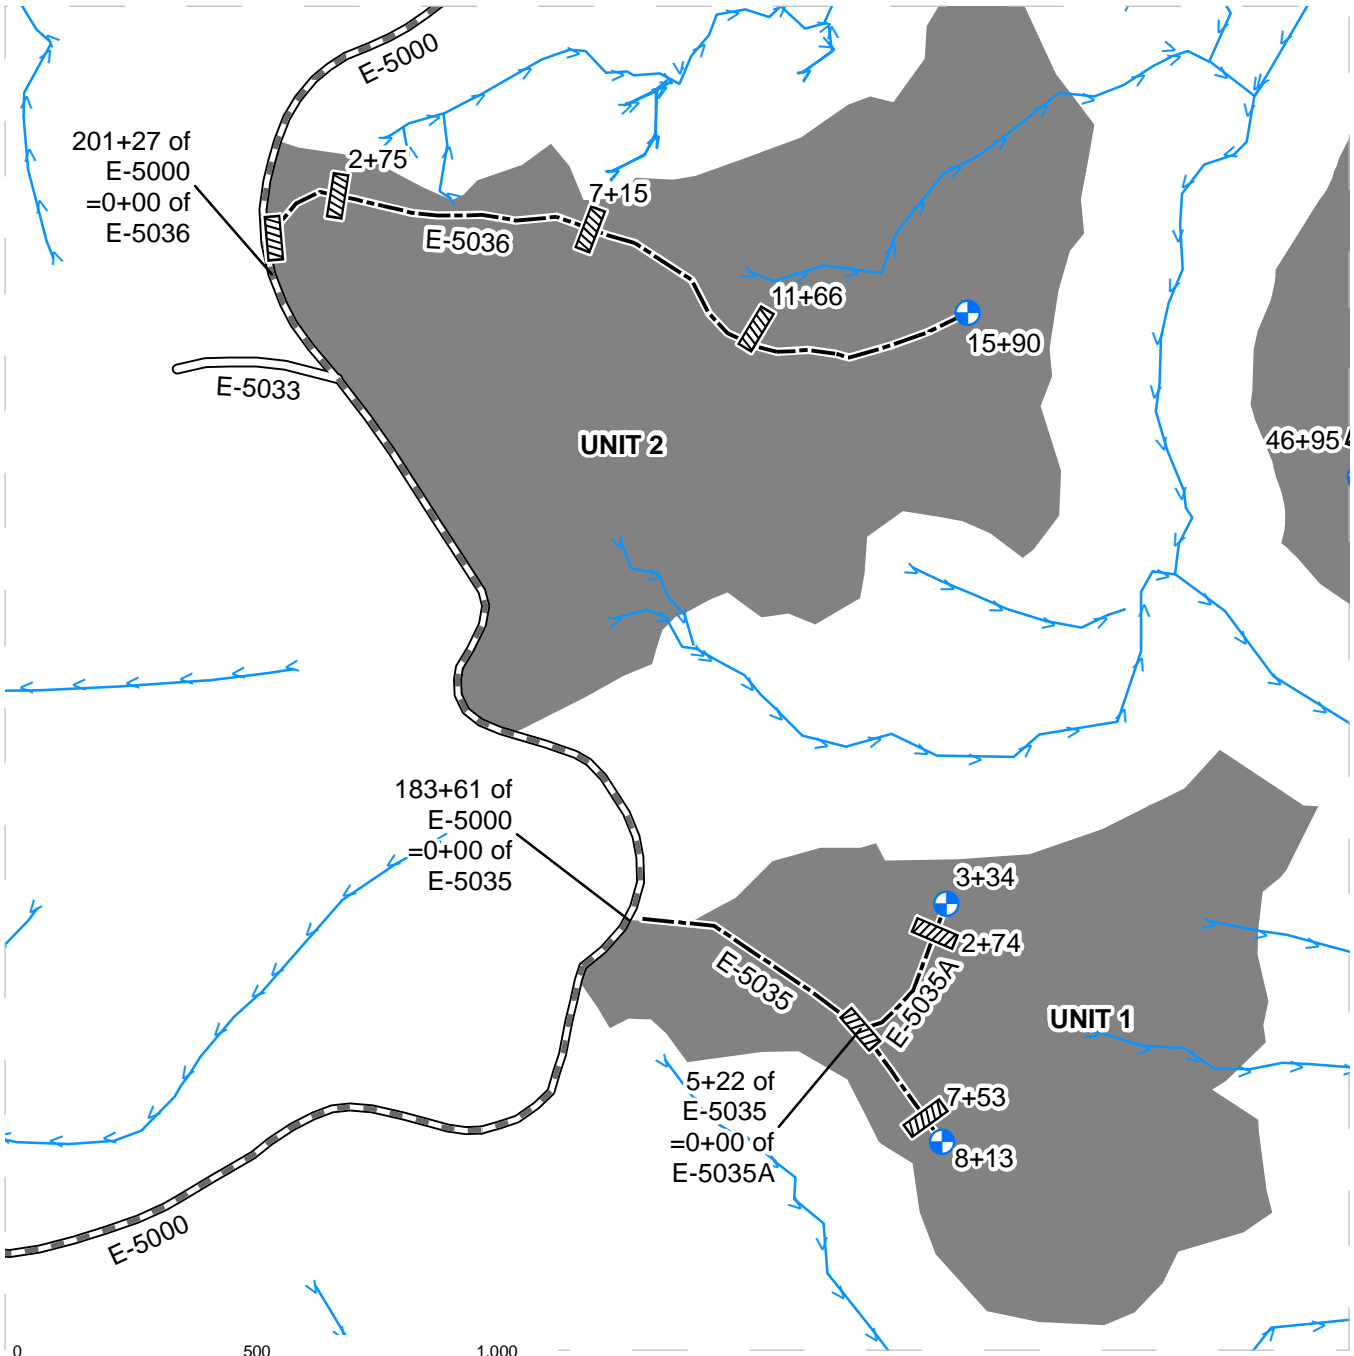 E-5000
201+27 of
E-5000
=0+00 of
E-5036
2+75
7+15
E-5036
11+66
15+90
E-5033
UNIT 2
46+95
183+61 of
E-5000
=0+00 of
E-5035
3+34
2+74
E-5035
E-5035A
UNIT 1
5+22 of
E-5035
=0+00 of
E-5035A
7+53
8+13
E-5000
0 500 1,000